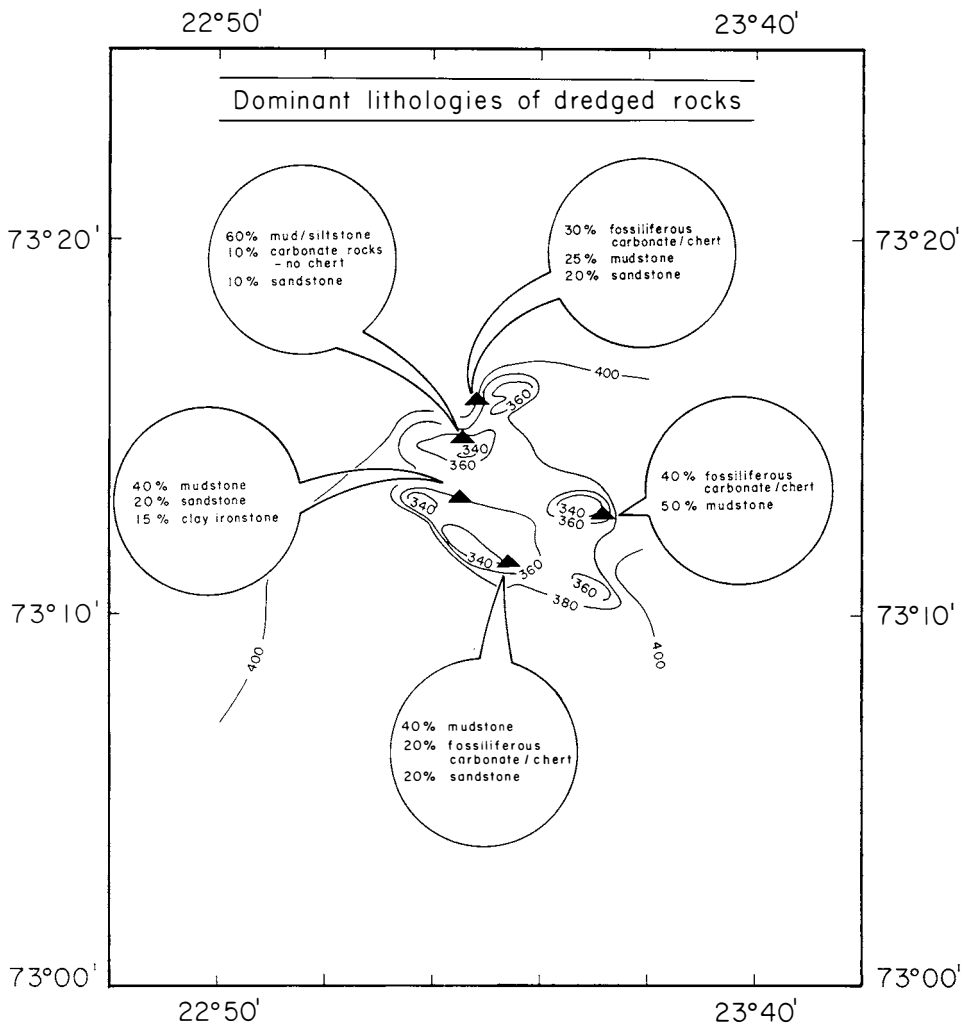 22°50' 23°40'
Dominant lithologies of dredged rocks
73°20' 73°20'
60% mud/siltstone
10% carbonate rocks
- no chert
10% sandstone
30% fossiliferous
carbonate/chert
25% mudstone
20% sandstone
400
360
340
360
40% mudstone
20% sandstone
15% clay ironstone
40% fossiliferous
carbonate/chert
50% mudstone
340
340
360
340
360
360
380
73°10' 73°10'
400
400
40% mudstone
20% fossiliferous
carbonate/chert
20% sandstone
73°00' 73°00'
22°50' 23°40'